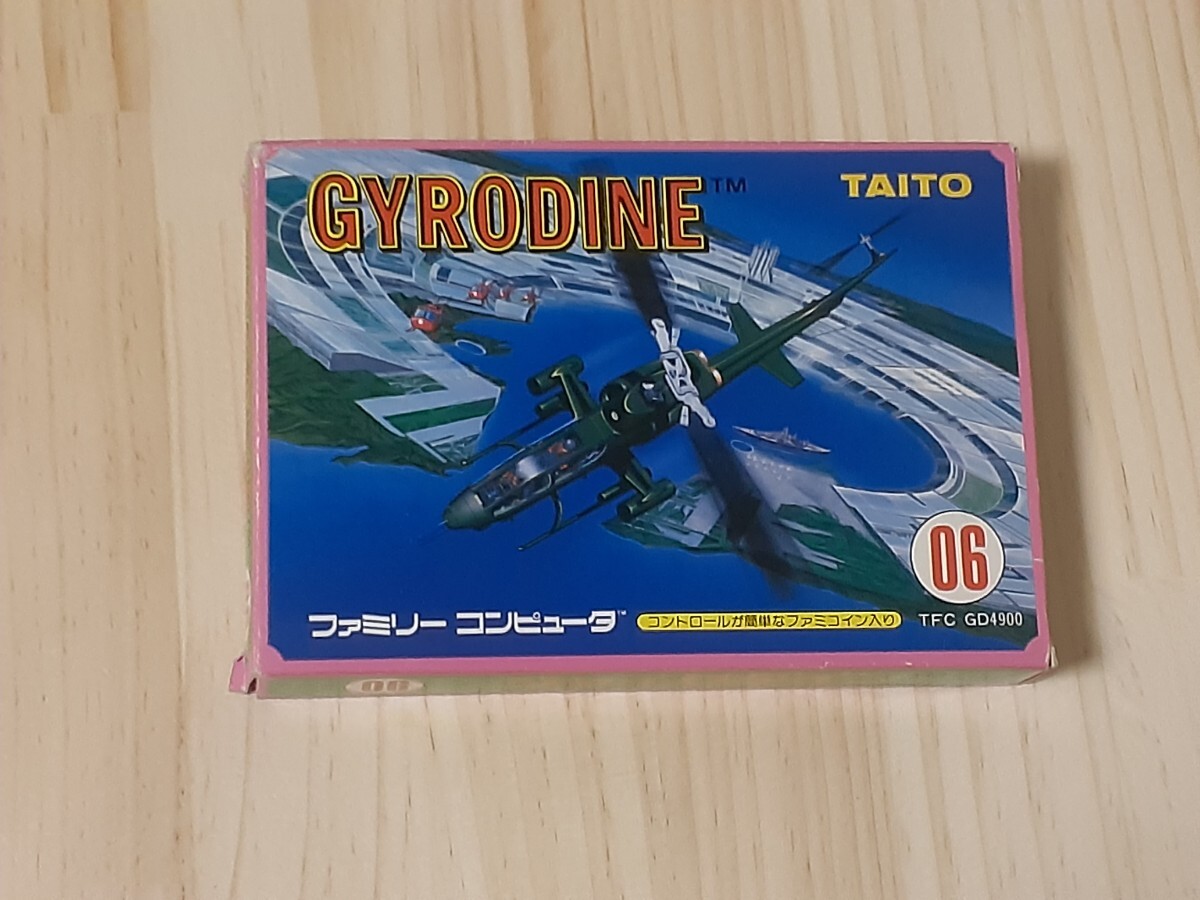 GYRODINE™
TAITO
06
ファミリー コンピュータ™
コントロールが簡単なファミコイン入り
TFC GD4900
06